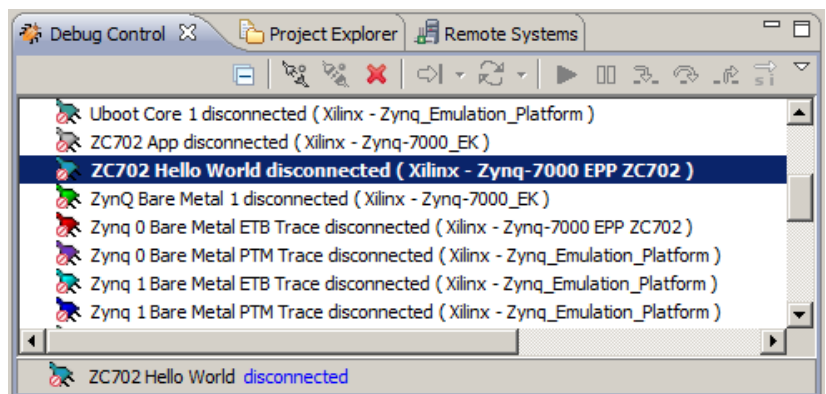 Debug Control Project Explorer Remote Systems
si
Uboot Core 1 disconnected ( Xilinx - Zynq_Emulation_Platform )
ZC702 App disconnected ( Xilinx - Zynq-7000_EK )
ZC702 Hello World disconnected ( Xilinx - Zynq-7000 EPP ZC702 )
ZynQ Bare Metal 1 disconnected ( Xilinx - Zynq-7000_EK )
Zynq 0 Bare Metal ETB Trace disconnected ( Xilinx - Zynq-7000 EPP ZC702 )
Zynq 0 Bare Metal PTM Trace disconnected ( Xilinx - Zynq_Emulation_Platform )
Zynq 1 Bare Metal ETB Trace disconnected ( Xilinx - Zynq_Emulation_Platform )
Zynq 1 Bare Metal PTM Trace disconnected ( Xilinx - Zynq_Emulation_Platform )
ZC702 Hello World disconnected